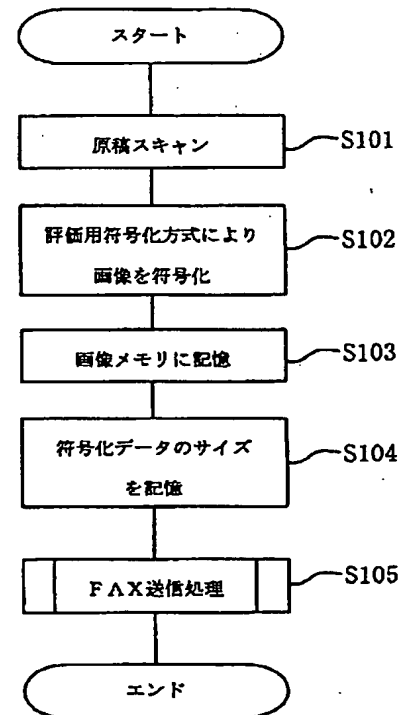 スタート
原稿スキャン
S101
評価用符号化方式により
画像を符号化
S102
画像メモリに記憶
S103
符号化データのサイズ
を記憶
S104
FAX送信処理
S105
エンド